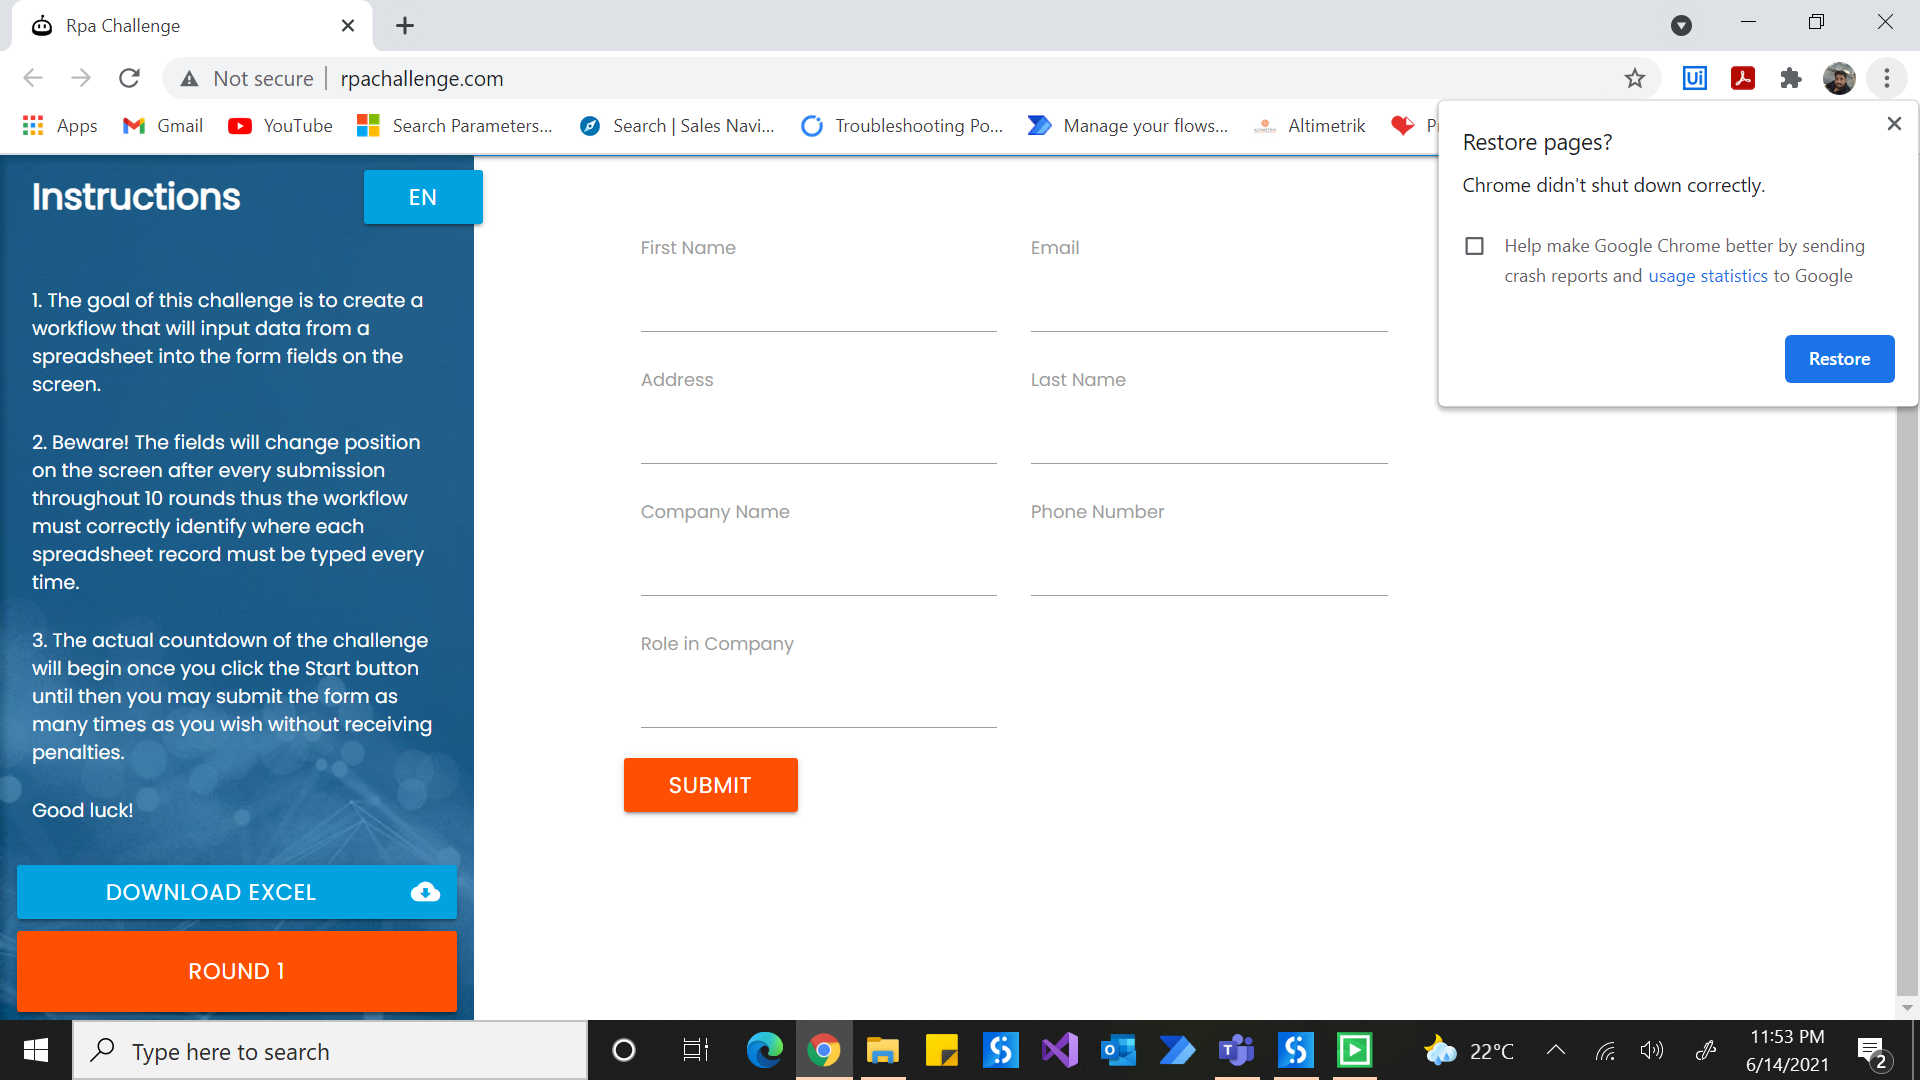 Rpa Challenge
Not secure
rpachallenge.com
Apps
Gmail
YouTube
Search Parameters...
Search | Sales Navi...
Troubleshooting Po...
Manage your flows...
Altimetrik
Restore pages?
Chrome didn't shut down correctly.
Help make Google Chrome better by sending
crash reports and usage statistics to Google
Restore
Instructions
EN
1. The goal of this challenge is to create a
workflow that will input data from a
spreadsheet into the form fields on the
screen.
2. Beware! The fields will change position
on the screen after every submission
throughout 10 rounds thus the workflow
must correctly identify where each
spreadsheet record must be typed every
time.
3. The actual countdown of the challenge
will begin once you click the Start button
until then you may submit the form as
many times as you wish without receiving
penalties.
Good luck!
DOWNLOAD EXCEL
ROUND 1
First Name
Email
Address
Last Name
Company Name
Phone Number
Role in Company
SUBMIT
Type here to search
22°C
11:53 PM
6/14/2021
2